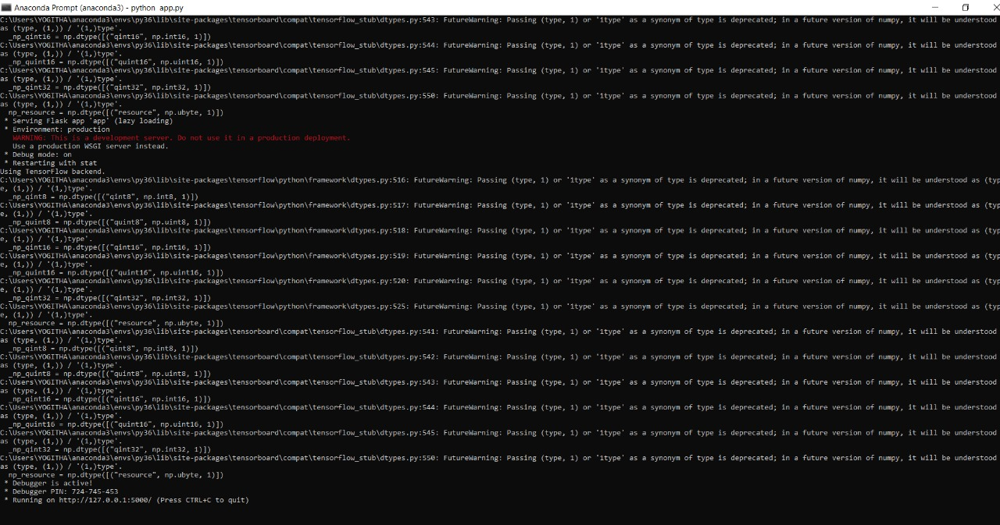 Anaconda Prompt (anaconda3) - python  app.py
C:\Users\YOGITHA\anaconda3\envs\py36\lib\site-packages\tensorboard\compat\tensorflow_stub\dtypes.py:543: FutureWarning: Passing (type, 1) or '1type' as a synonym of type is deprecated; in a future version of numpy, it will be understood
as (type, (1,)) / '(1,)type'.
  _np_qint16 = np.dtype([("qint16", np.int16, 1)])
C:\Users\YOGITHA\anaconda3\envs\py36\lib\site-packages\tensorboard\compat\tensorflow_stub\dtypes.py:544: FutureWarning: Passing (type, 1) or '1type' as a synonym of type is deprecated; in a future version of numpy, it will be understood
as (type, (1,)) / '(1,)type'.
  _np_quint16 = np.dtype([("quint16", np.uint16, 1)])
C:\Users\YOGITHA\anaconda3\envs\py36\lib\site-packages\tensorboard\compat\tensorflow_stub\dtypes.py:545: FutureWarning: Passing (type, 1) or '1type' as a synonym of type is deprecated; in a future version of numpy, it will be understood
as (type, (1,)) / '(1,)type'.
  _np_qint32 = np.dtype([("qint32", np.int32, 1)])
C:\Users\YOGITHA\anaconda3\envs\py36\lib\site-packages\tensorboard\compat\tensorflow_stub\dtypes.py:550: FutureWarning: Passing (type, 1) or '1type' as a synonym of type is deprecated; in a future version of numpy, it will be understood
as (type, (1,)) / '(1,)type'.
  np_resource = np.dtype([("resource", np.ubyte, 1)])
 * Serving Flask app 'app' (lazy loading)
 * Environment: production
   WARNING: This is a development server. Do not use it in a production deployment.
   Use a production WSGI server instead.
 * Debug mode: on
 * Restarting with stat
Using TensorFlow backend.
C:\Users\YOGITHA\anaconda3\envs\py36\lib\site-packages\tensorflow\python\framework\dtypes.py:516: FutureWarning: Passing (type, 1) or '1type' as a synonym of type is deprecated; in a future version of numpy, it will be understood as (typ
e, (1,)) / '(1,)type'.
  _np_qint8 = np.dtype([("qint8", np.int8, 1)])
C:\Users\YOGITHA\anaconda3\envs\py36\lib\site-packages\tensorflow\python\framework\dtypes.py:517: FutureWarning: Passing (type, 1) or '1type' as a synonym of type is deprecated; in a future version of numpy, it will be understood as (typ
e, (1,)) / '(1,)type'.
  _np_quint8 = np.dtype([("quint8", np.uint8, 1)])
C:\Users\YOGITHA\anaconda3\envs\py36\lib\site-packages\tensorflow\python\framework\dtypes.py:518: FutureWarning: Passing (type, 1) or '1type' as a synonym of type is deprecated; in a future version of numpy, it will be understood as (typ
e, (1,)) / '(1,)type'.
  _np_qint16 = np.dtype([("qint16", np.int16, 1)])
C:\Users\YOGITHA\anaconda3\envs\py36\lib\site-packages\tensorflow\python\framework\dtypes.py:519: FutureWarning: Passing (type, 1) or '1type' as a synonym of type is deprecated; in a future version of numpy, it will be understood as (typ
e, (1,)) / '(1,)type'.
  _np_quint16 = np.dtype([("quint16", np.uint16, 1)])
C:\Users\YOGITHA\anaconda3\envs\py36\lib\site-packages\tensorflow\python\framework\dtypes.py:520: FutureWarning: Passing (type, 1) or '1type' as a synonym of type is deprecated; in a future version of numpy, it will be understood as (typ
e, (1,)) / '(1,)type'.
  _np_qint32 = np.dtype([("qint32", np.int32, 1)])
C:\Users\YOGITHA\anaconda3\envs\py36\lib\site-packages\tensorflow\python\framework\dtypes.py:525: FutureWarning: Passing (type, 1) or '1type' as a synonym of type is deprecated; in a future version of numpy, it will be understood as (typ
e, (1,)) / '(1,)type'.
  np_resource = np.dtype([("resource", np.ubyte, 1)])
C:\Users\YOGITHA\anaconda3\envs\py36\lib\site-packages\tensorboard\compat\tensorflow_stub\dtypes.py:541: FutureWarning: Passing (type, 1) or '1type' as a synonym of type is deprecated; in a future version of numpy, it will be understood
as (type, (1,)) / '(1,)type'.
  _np_qint8 = np.dtype([("qint8", np.int8, 1)])
C:\Users\YOGITHA\anaconda3\envs\py36\lib\site-packages\tensorboard\compat\tensorflow_stub\dtypes.py:542: FutureWarning: Passing (type, 1) or '1type' as a synonym of type is deprecated; in a future version of numpy, it will be understood
as (type, (1,)) / '(1,)type'.
  _np_quint8 = np.dtype([("quint8", np.uint8, 1)])
C:\Users\YOGITHA\anaconda3\envs\py36\lib\site-packages\tensorboard\compat\tensorflow_stub\dtypes.py:543: FutureWarning: Passing (type, 1) or '1type' as a synonym of type is deprecated; in a future version of numpy, it will be understood
as (type, (1,)) / '(1,)type'.
  _np_qint16 = np.dtype([("qint16", np.int16, 1)])
C:\Users\YOGITHA\anaconda3\envs\py36\lib\site-packages\tensorboard\compat\tensorflow_stub\dtypes.py:544: FutureWarning: Passing (type, 1) or '1type' as a synonym of type is deprecated; in a future version of numpy, it will be understood
as (type, (1,)) / '(1,)type'.
  _np_quint16 = np.dtype([("quint16", np.uint16, 1)])
C:\Users\YOGITHA\anaconda3\envs\py36\lib\site-packages\tensorboard\compat\tensorflow_stub\dtypes.py:545: FutureWarning: Passing (type, 1) or '1type' as a synonym of type is deprecated; in a future version of numpy, it will be understood
as (type, (1,)) / '(1,)type'.
  _np_qint32 = np.dtype([("qint32", np.int32, 1)])
C:\Users\YOGITHA\anaconda3\envs\py36\lib\site-packages\tensorboard\compat\tensorflow_stub\dtypes.py:550: FutureWarning: Passing (type, 1) or '1type' as a synonym of type is deprecated; in a future version of numpy, it will be understood
as (type, (1,)) / '(1,)type'.
  np_resource = np.dtype([("resource", np.ubyte, 1)])
 * Debugger is active!
 * Debugger PIN: 724-745-453
 * Running on http://127.0.0.1:5000/ (Press CTRL+C to quit)